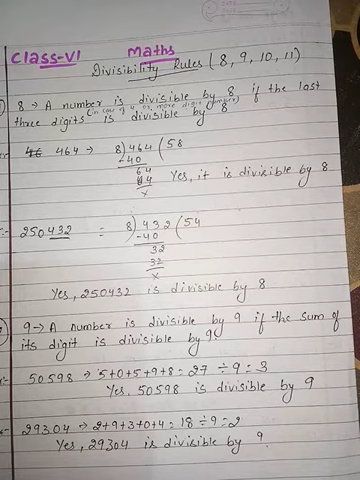 Class-VI Maths
Divisibility Rules (8, 9, 10, 11)
8 → A number is divisible by 8 if the last
(in case of 4 or more digit number)
three digits is divisible by 8
464 → 8)464(58
-40
64
64
x
Yes, it is divisible by 8
250432 = 8)432(54
-40
32
32
x
Yes, 250432 is divisible by 8
9 → A number is divisible by 9 if the sum of
its digit is divisible by 9.
50598 → 5+0+5+9+8=27 ÷ 9 = 3
Yes. 50598 is divisible by 9
29304 → 2+9+3+0+4=18 ÷ 9 = 2
Yes, 29304 is divisible by 9.